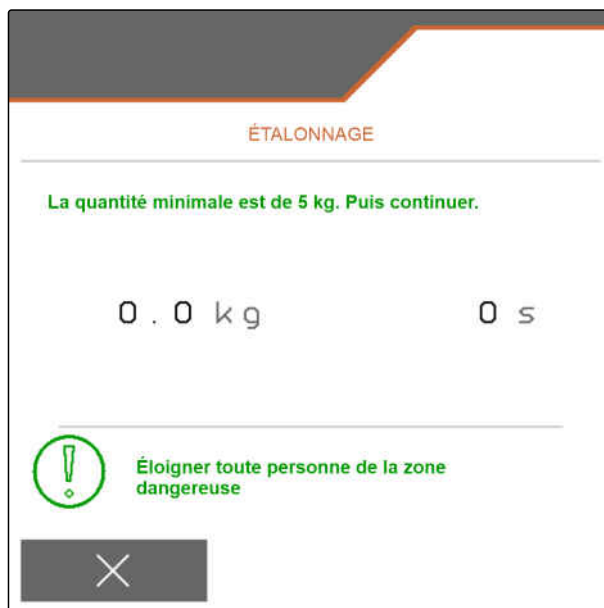 ÉTALONNAGE
La quantité minimale est de 5 kg. Puis continuer.
0.0 kg 0 s
Éloigner toute personne de la zone
dangereuse